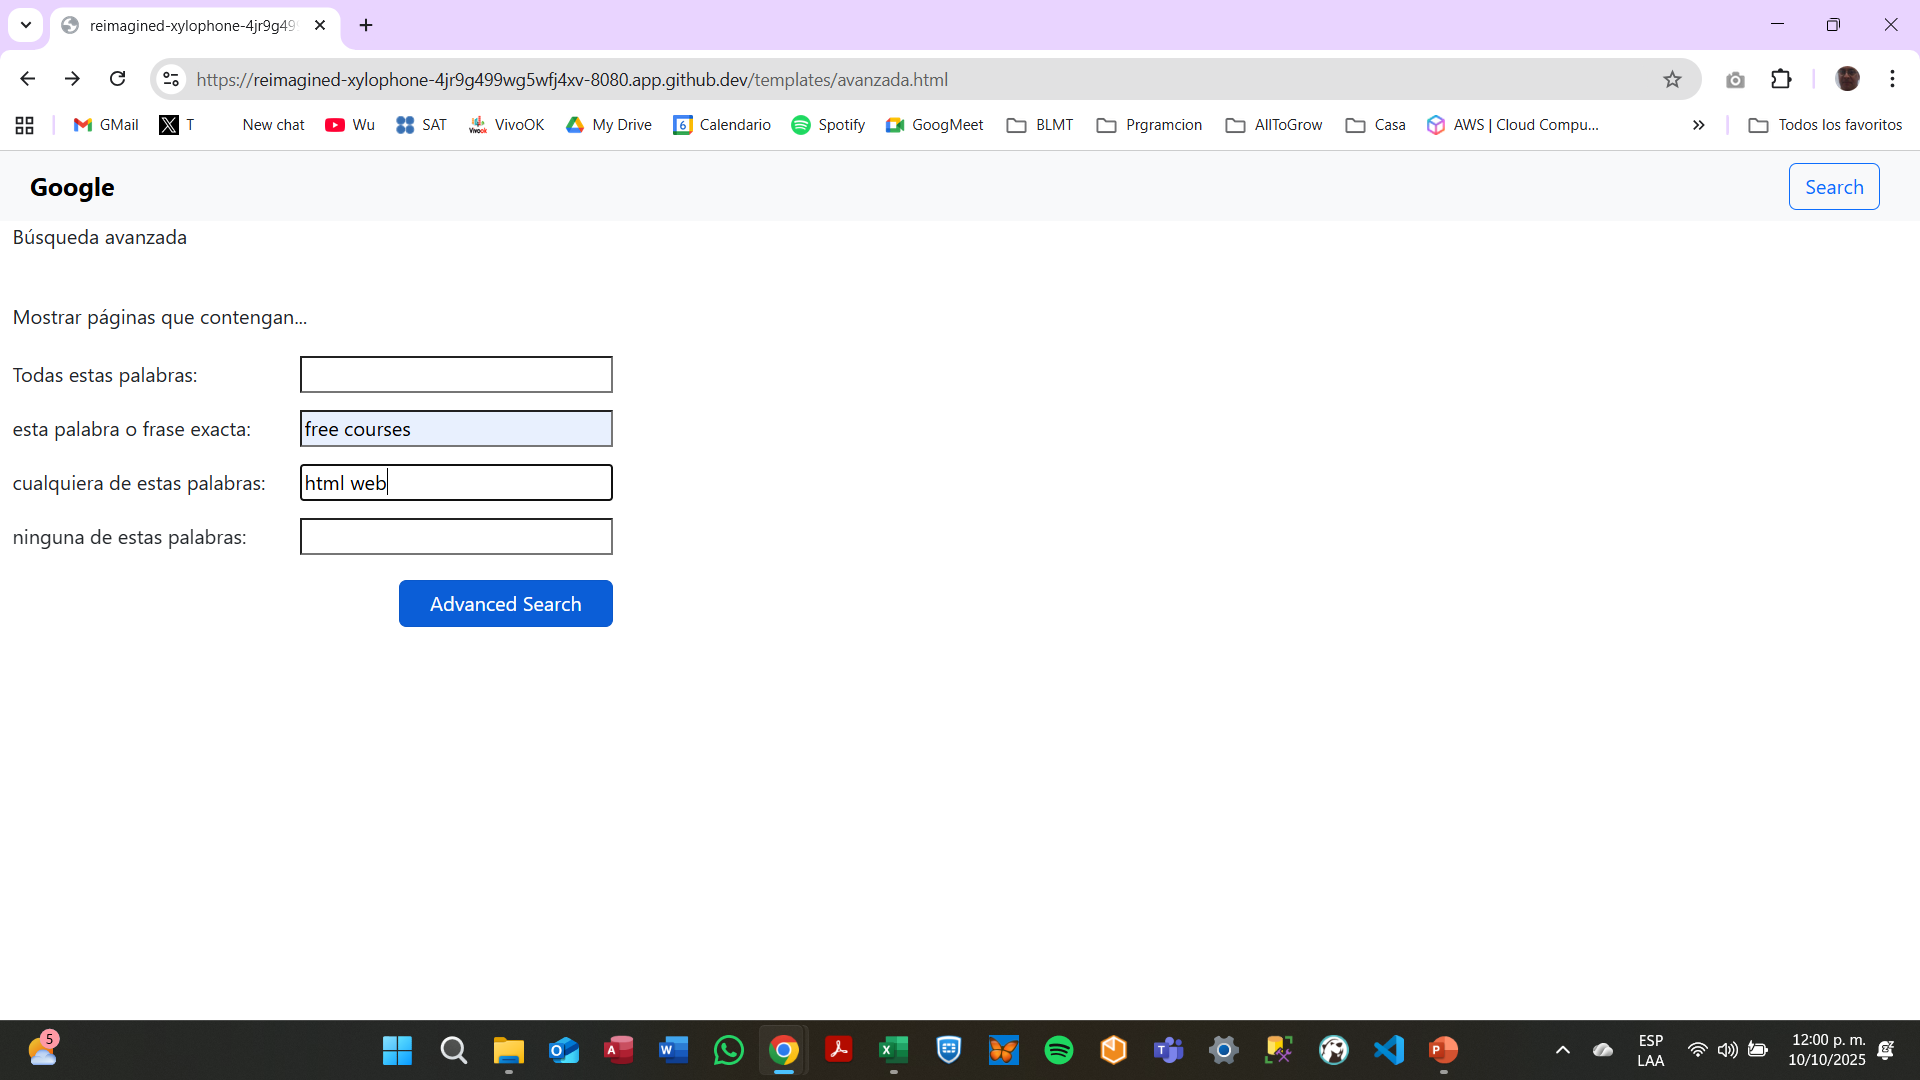 reimagined-xylophone-4jr9g49
https://reimagined-xylophone-4jr9g499wg5wfj4xv-8080.app.github.dev/templates/avanzada.html
GMail T New chat Wu SAT VivoOK My Drive 6 Calendario Spotify GoogMeet BLMT Prgramcion AllToGrow Casa AWS | Cloud Compu... » Todos los favoritos
Google Search
Búsqueda avanzada
Mostrar páginas que contengan...
Todas estas palabras:
esta palabra o frase exacta: free courses
cualquiera de estas palabras: html web
ninguna de estas palabras:
Advanced Search
5
ESP
LAA
12:00 p. m.
10/10/2025